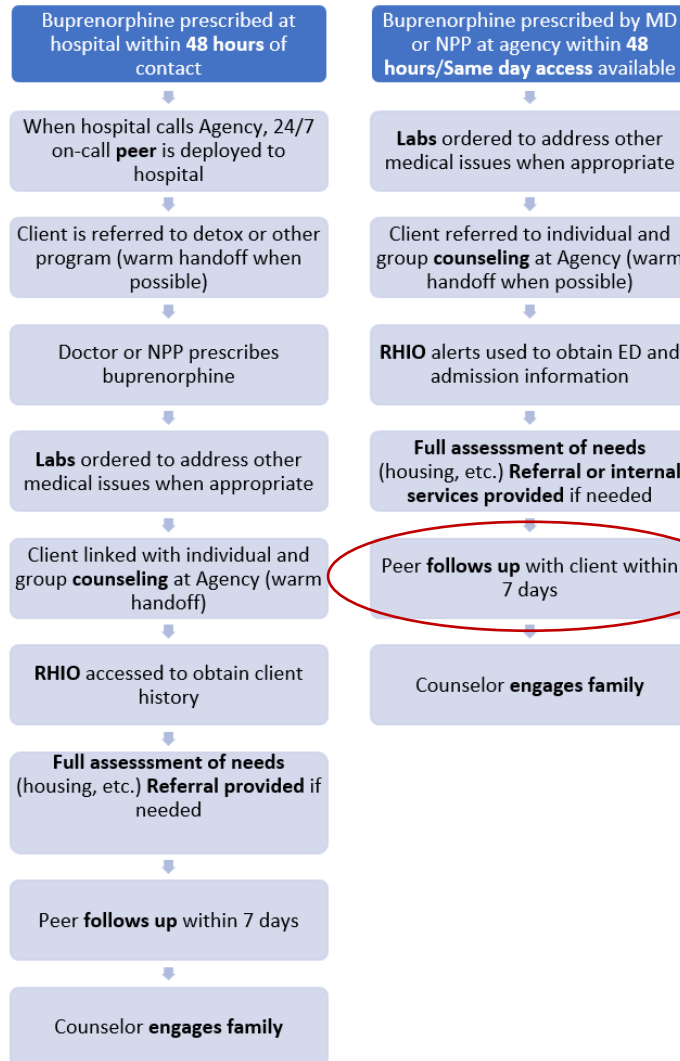 Buprenorphine prescribed at
hospital within 48 hours of
contact
When hospital calls Agency, 24/7
on-call peer is deployed to
hospital
Client is referred to detox or other
program (warm handoff when
possible)
Doctor or NPP prescribes
buprenorphine
Labs ordered to address other
medical issues when appropriate
Client linked with individual and
group counseling at Agency (warm
handoff)
RHIO accessed to obtain client
history
Full assesssment of needs
(housing, etc.) Referral provided if
needed
Peer follows up within 7 days
Counselor engages family
Buprenorphine prescribed by MD
or NPP at agency within 48
hours/Same day access available
Labs ordered to address other
medical issues when appropriate
Client referred to individual and
group counseling at Agency (warm
handoff when possible)
RHIO alerts used to obtain ED and
admission information
Full assesssment of needs
(housing, etc.) Referral or internal
services provided if needed
Peer follows up with client within
7 days
Counselor engages family